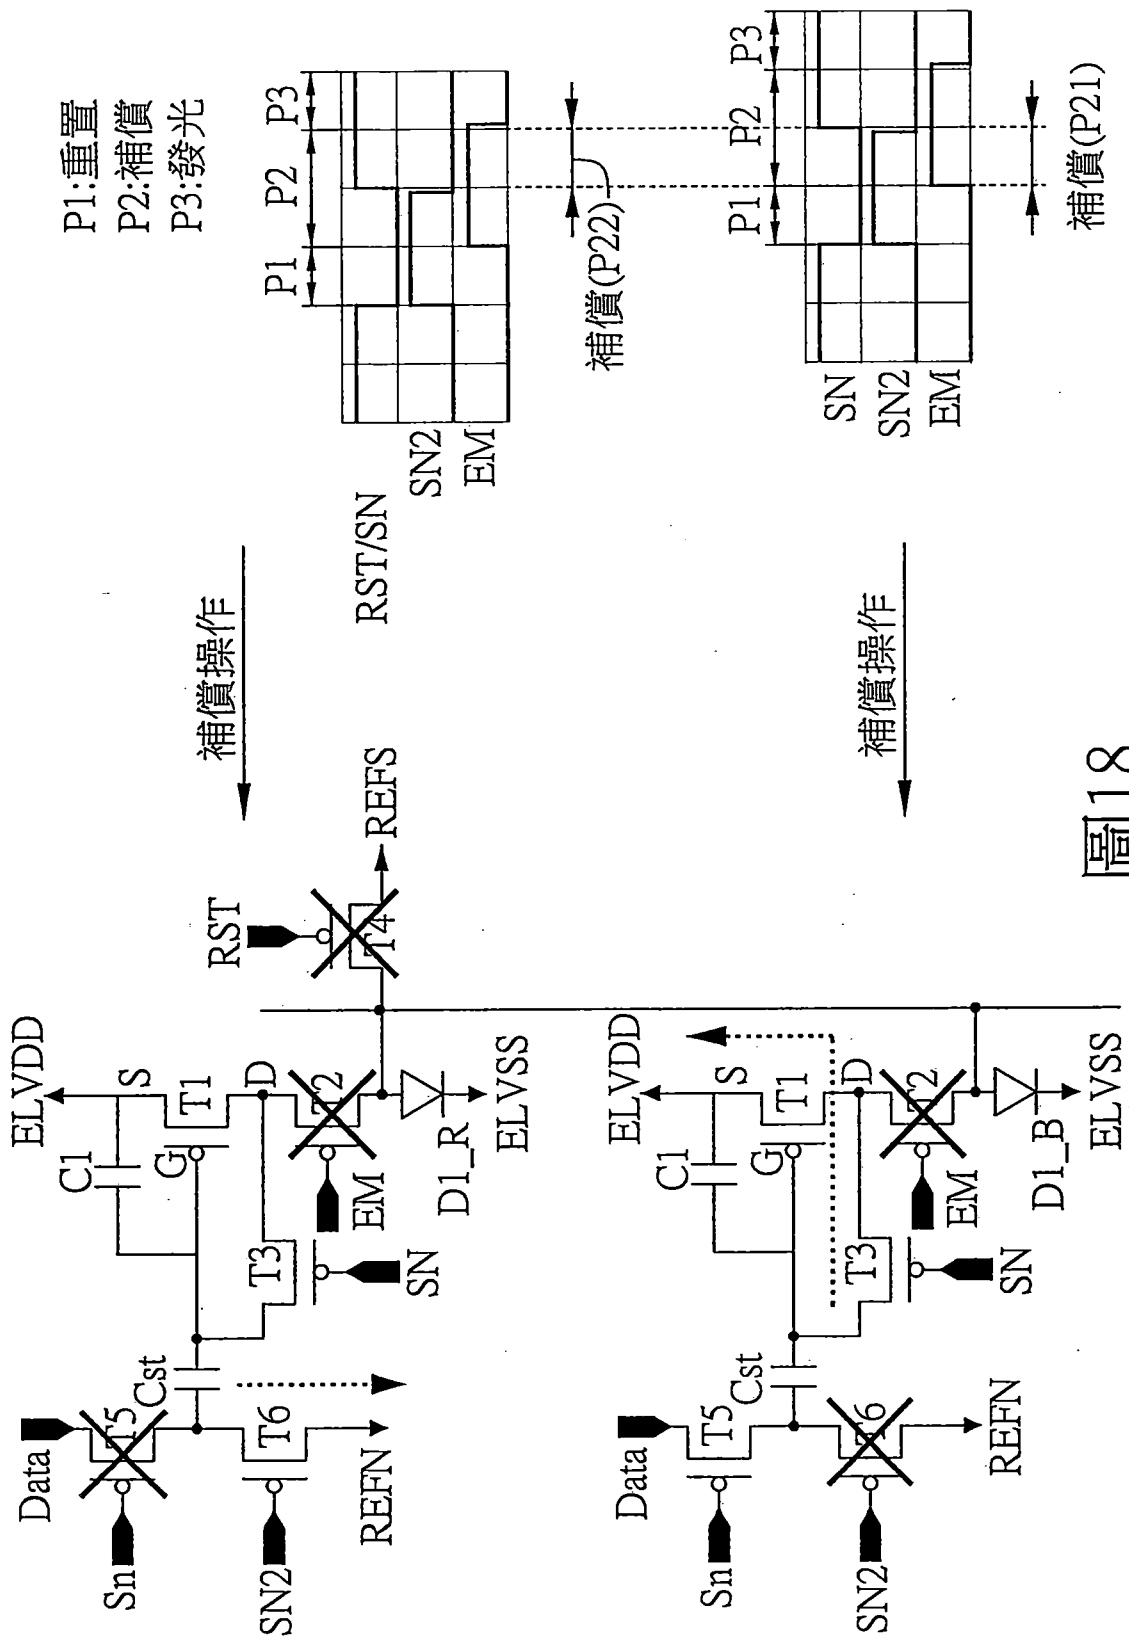 P1:重置
P2:補償
P3:發光
P1
P2
P3
RST/SN
SN2
EM
補償(P22)
P1
P2
P3
SN
SN2
EM
補償(P21)
補償操作
補償操作
Data
Sn
T5
Cst
T6
SN2
REFN
ELVDD
C1
S
T1
G
D
T3
SN
T2
EM
D1_R
ELVSS
RST
T4
REFS
Data
Sn
T5
Cst
T6
SN2
REFN
ELVDD
C1
S
T1
G
D
T3
SN
T2
EM
D1_B
ELVSS
圖18